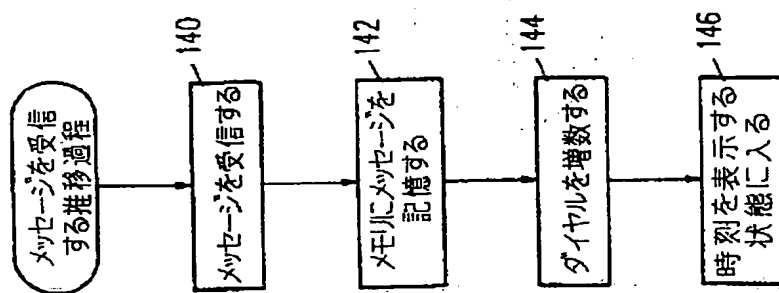 メッセージを受信
する推移過程
140
メッセージを受信する
142
メモリにメッセージを
記憶する
144
ダイヤルを増数する
146
時刻を表示する
状態に入る